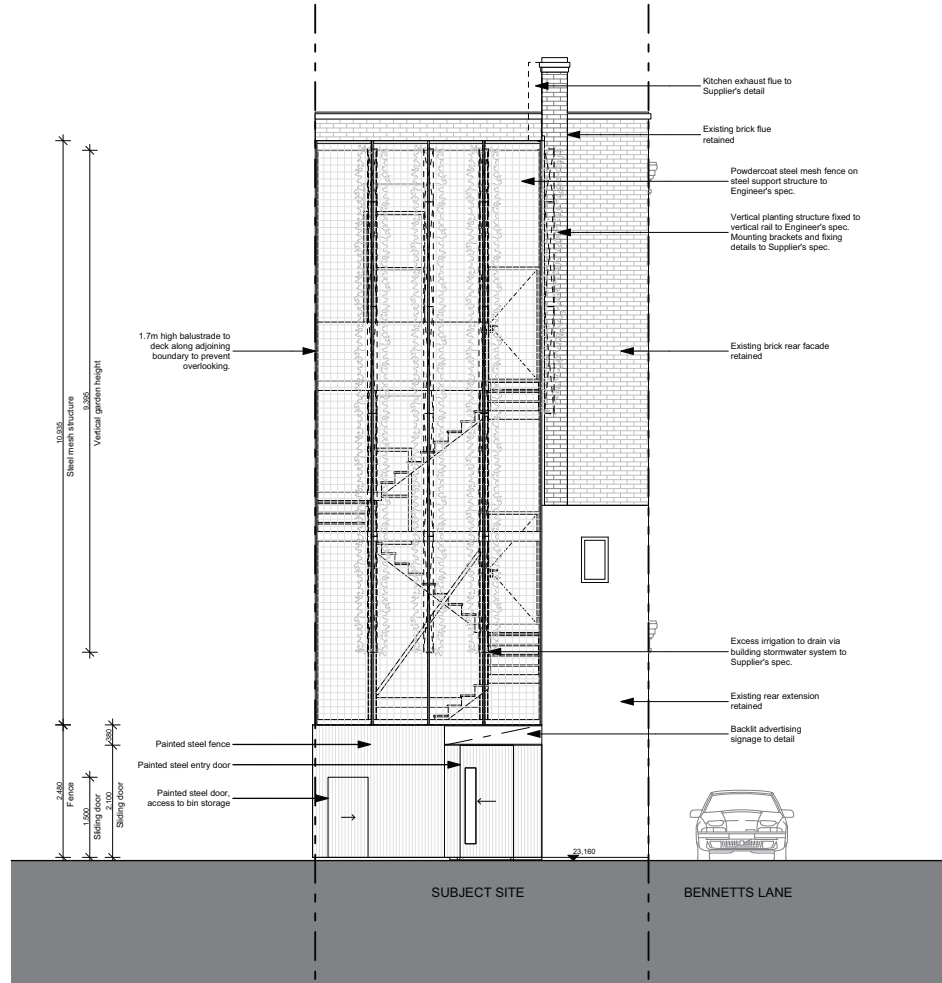 Kitchen exhaust flue to
Supplier's detail
Existing brick flue
retained
Powdercoat steel mesh fence on
steel support structure to
Engineer's spec.
Vertical planting structure fixed to
vertical rail to Engineer's spec.
Mounting brackets and fixing
details to Supplier's spec.
1.7m high balustrade to
deck along adjoining
boundary to prevent
overlooking.
Existing brick rear facade
retained
10,935
Steel mesh structure
9,395
Vertical garden height
Excess irrigation to drain via
building stormwater system to
Supplier's spec.
Existing rear extension
retained
Backlit advertising
signage to detail
Painted steel fence
Painted steel entry door
Painted steel door,
access to bin storage
2,480
Fence
1,500
Sliding door
380
2,100
Sliding door
23,160
SUBJECT SITE
BENNETTS LANE